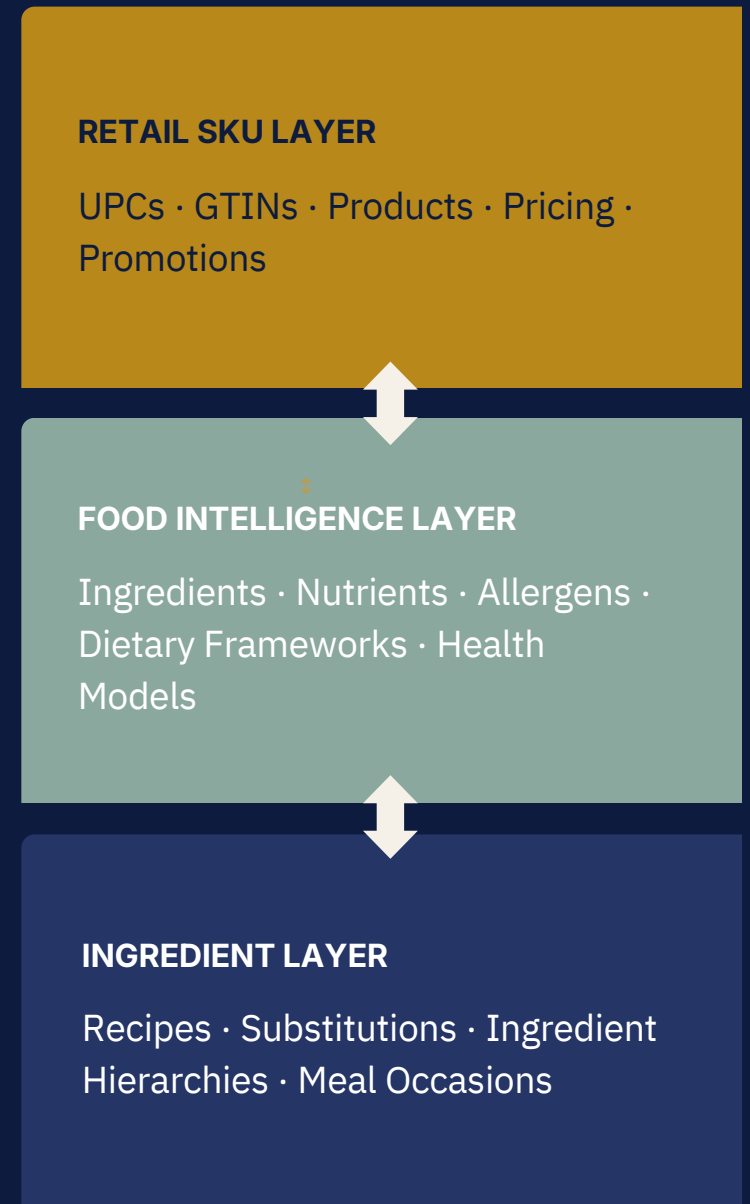 RETAIL SKU LAYER
UPCs · GTINs · Products · Pricing ·
Promotions
↕
FOOD INTELLIGENCE LAYER
Ingredients · Nutrients · Allergens ·
Dietary Frameworks · Health
Models
INGREDIENT LAYER
Recipes · Substitutions · Ingredient
Hierarchies · Meal Occasions